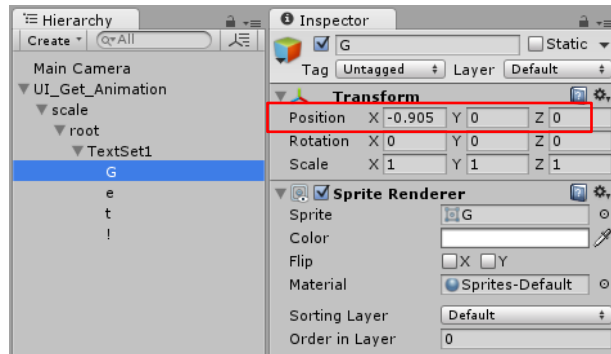 Hierarchy
Create
All
Main Camera
UI_Get_Animation
scale
root
TextSet1
G
e
t
!
Inspector
G Static
Tag Untagged Layer Default
Transform
Position X -0.905 Y 0 Z 0
Rotation X 0 Y 0 Z 0
Scale X 1 Y 1 Z 1
Sprite Renderer
Sprite G
Color
Flip X Y
Material Sprites-Default
Sorting Layer Default
Order in Layer 0